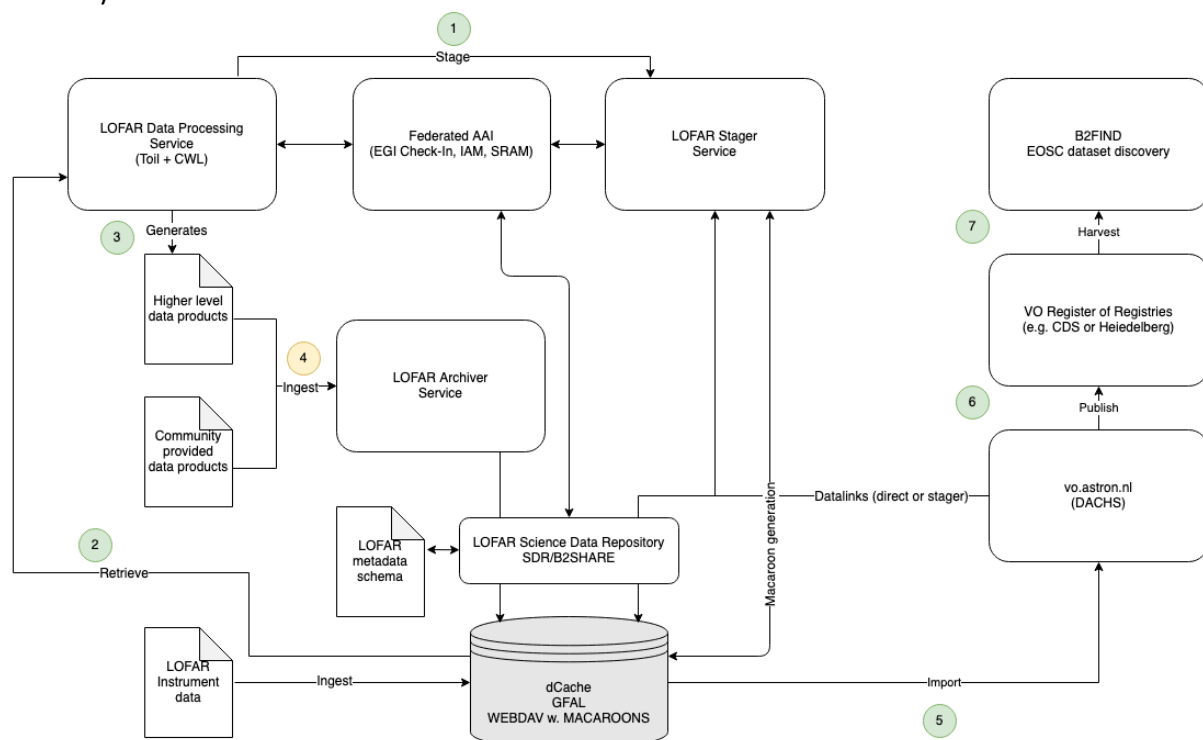 1
Stage
LOFAR Data Processing
Service
(Toil + CWL)
Federated AAI
(EGI Check-In, IAM, SRAM)
LOFAR Stager
Service
B2FIND
EOSC dataset discovery
3
Generates
7
Harvest
Higher level
data products
VO Register of Registries
(e.g. CDS or Heiedelberg)
4
Ingest
LOFAR Archiver
Service
6
Publish
Community
provided
data products
Datalinks (direct or stager)
vo.astron.nl
(DACHS)
Macaroon generation
2
Retrieve
LOFAR
metadata
schema
LOFAR Science Data Repository
SDR/B2SHARE
LOFAR
Instrument
data
Ingest
dCache
GFAL
WEBDAV w. MACAROONS
Import
5